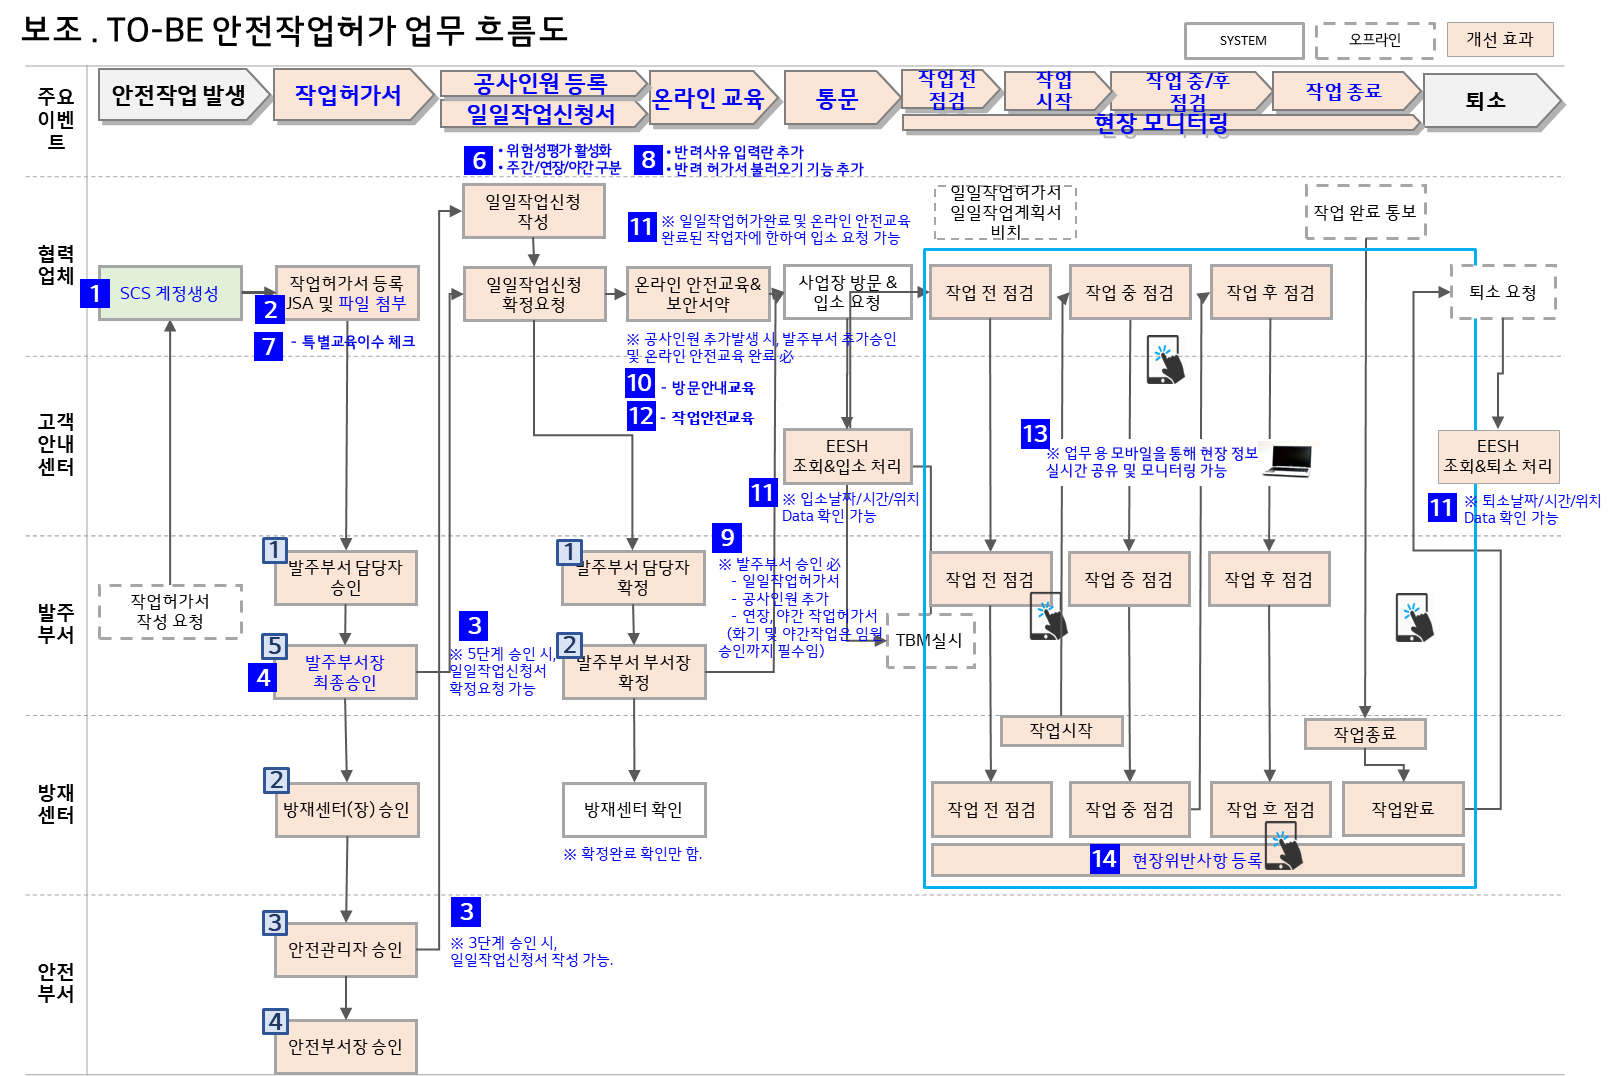 보조 . TO-BE 안전작업허가 업무 흐름도
SYSTEM
오프라인
개선 효과
주요
이벤
트
안전작업 발생
작업허가서
공사인원 등록
일일작업신청서
온라인 교육
통문
작업 전
점검
작업
시작
작업 중/후
점검
작업 종료
현장 모니터링
퇴소
6
• 위험성평가 활성화
• 주간/연장/야간 구분
8
• 반려사유 입력란 추가
• 반려 허가서 불러오기 기능 추가
협력
업체
일일작업신청
작성
11
※ 일일작업허가완료 및 온라인 안전교육
완료된 작업자에 한하여 입소 요청 가능
일일작업허가서
일일작업계획서
비치
작업 완료 통보
1
SCS 계정생성
2
작업허가서 등록
JSA 및 파일 첨부
7
- 특별교육이수 체크
일일작업신청
확정요청
온라인 안전교육&
보안서약
사업장 방문 &
입소 요청
작업 전 점검
작업 중 점검
작업 후 점검
퇴소 요청
※ 공사인원 추가발생 시, 발주부서 추가승인
및 온라인 안전교육 완료 必
고객
안내
센터
10
- 방문안내교육
12
- 작업안전교육
EESH
조회&입소 처리
11
※ 입소날짜/시간/위치
Data 확인 가능
13
※ 업무용 모바일을 통해 현장 정보
실시간 공유 및 모니터링 가능
EESH
조회&퇴소 처리
11
※ 퇴소날짜/시간/위치
Data 확인 가능
발주
부서
작업허가서
작성 요청
1
발주부서 담당자
승인
5
4
발주부서장
최종승인
3
※ 5단계 승인 시,
일일작업신청서
확정요청 가능
1
발주부서 담당자
확정
2
발주부서 부서장
확정
9
※ 발주부서 승인 必
- 일일작업허가서
- 공사인원 추가
- 연장, 야간 작업허가서
(화기 및 야간작업은 임원
승인까지 필수임)
TBM실시
작업 전 점검
작업 중 점검
작업 후 점검
방재
센터
2
방재센터(장) 승인
방재센터 확인
※ 확정완료 확인만 함.
작업시작
작업종료
작업 전 점검
작업 중 점검
작업 흐 점검
작업완료
14
현장위반사항 등록
안전
부서
3
안전관리자 승인
3
※ 3단계 승인 시,
일일작업신청서 작성 가능.
4
안전부서장 승인